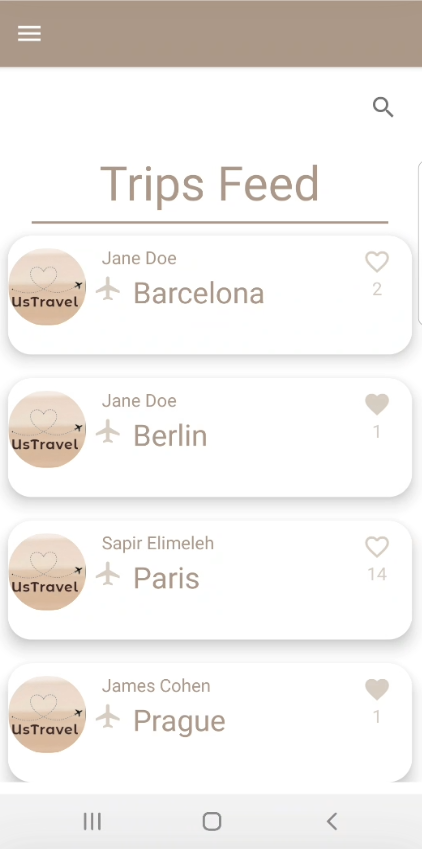 Trips Feed
Jane Doe
UsTravel
Barcelona
2
Jane Doe
UsTravel
Berlin
1
Sapir Elimeleh
UsTravel
Paris
14
James Cohen
UsTravel
Prague
1